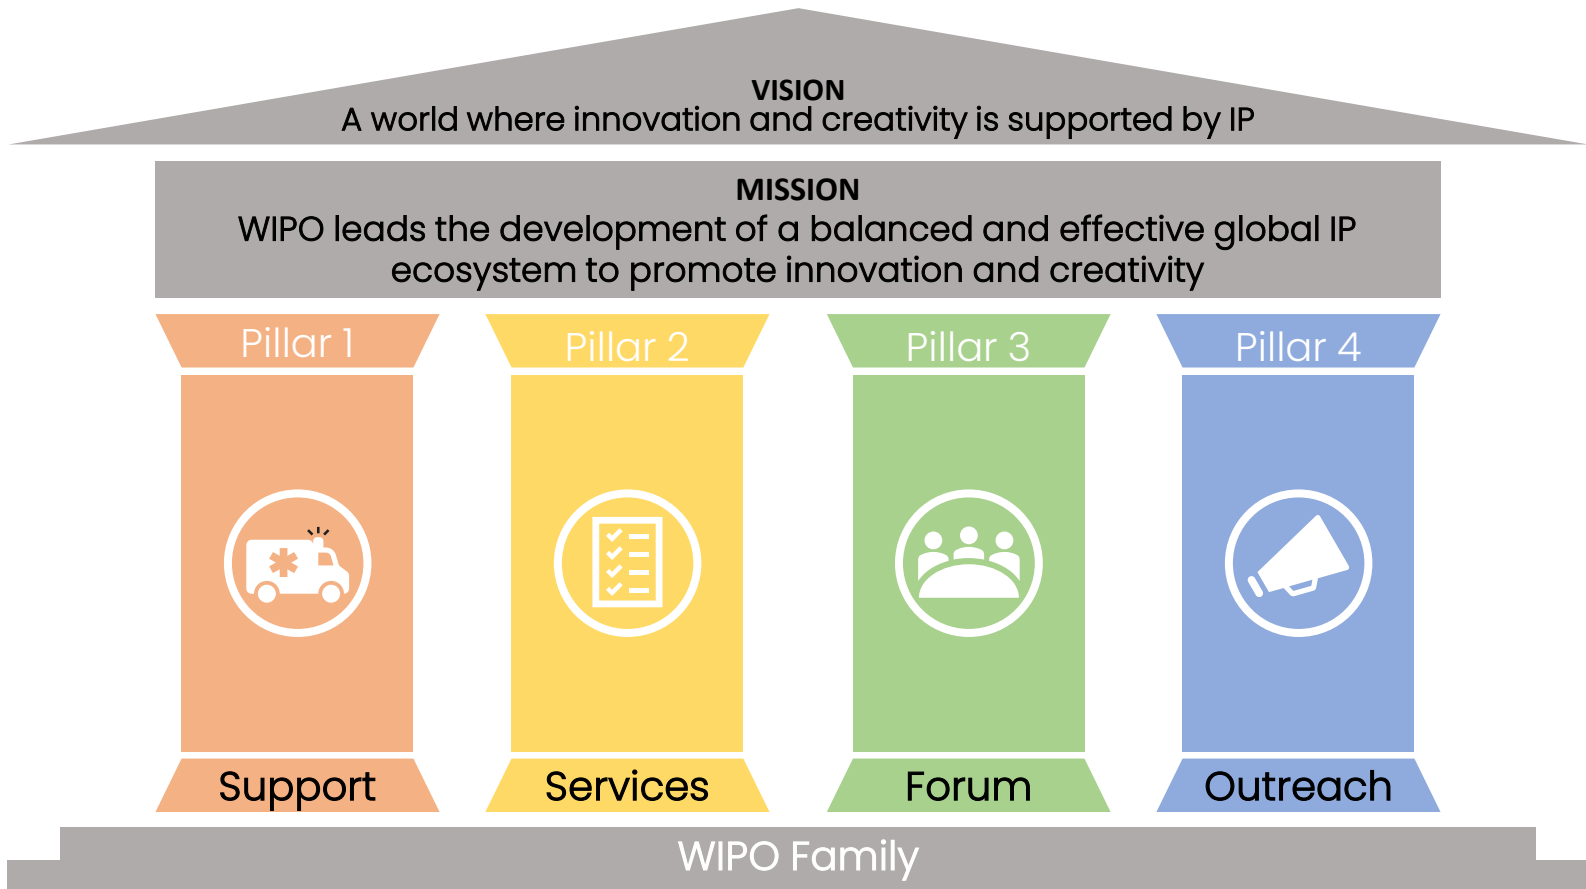 VISION
A world where innovation and creativity is supported by IP
MISSION
WIPO leads the development of a balanced and effective global IP
ecosystem to promote innovation and creativity
Pillar 1
Pillar 2
Pillar 3
Pillar 4
Support
Services
Forum
Outreach
WIPO Family